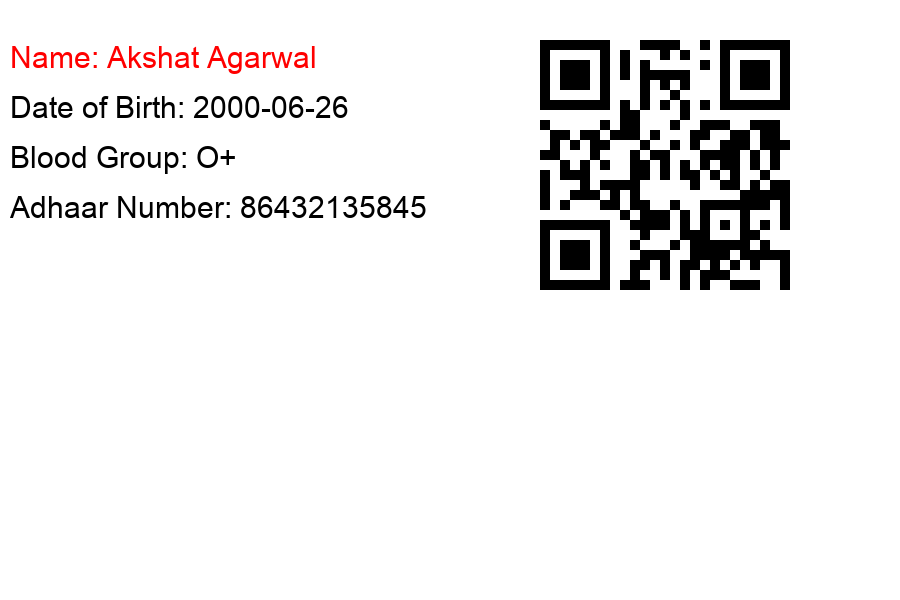 Name: Akshat Agarwal
Date of Birth: 2000-06-26
Blood Group: O+
Adhaar Number: 86432135845